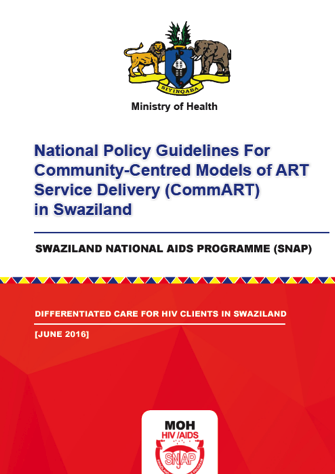 SIYINQABA
Ministry of Health
National Policy Guidelines For
Community-Centred Models of ART
Service Delivery (CommART)
in Swaziland
SWAZILAND NATIONAL AIDS PROGRAMME (SNAP)
DIFFERENTIATED CARE FOR HIV CLIENTS IN SWAZILAND
[JUNE 2016]
MOH
HIV/AIDS
SNAP